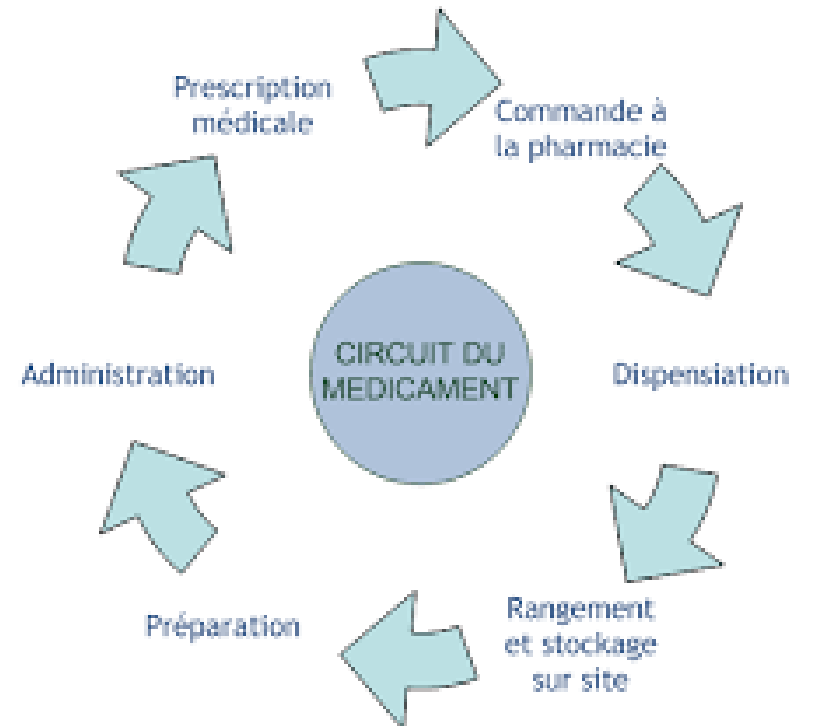 Prescription
médicale
Commande à
la pharmacie
CIRCUIT DU
MEDICAMENT
Administration
Dispensiation
Préparation
Rangement
et stockage
sur site